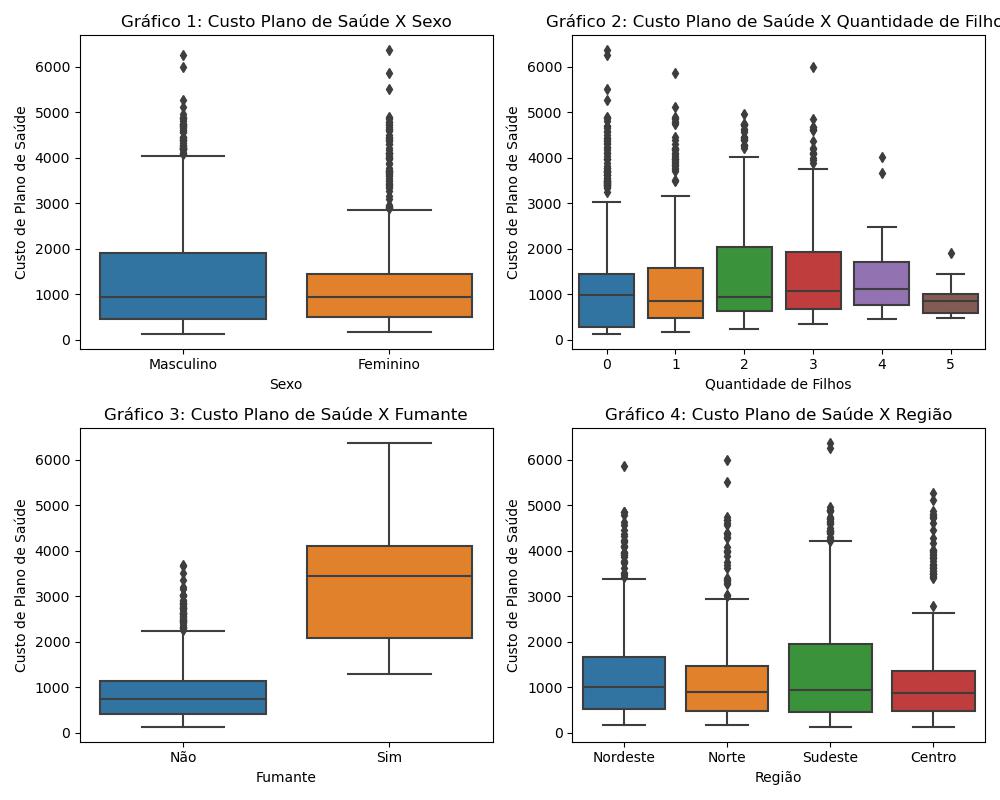 Gráfico 1: Custo Plano de Saúde X Sexo
Custo de Plano de Saúde
6000
5000
4000
3000
2000
1000
0
Masculino Feminino
Sexo
Gráfico 2: Custo Plano de Saúde X Quantidade de Filho
Custo de Plano de Saúde
6000
5000
4000
3000
2000
1000
0
0 1 2 3 4 5
Quantidade de Filhos
Gráfico 3: Custo Plano de Saúde X Fumante
Custo de Plano de Saúde
6000
5000
4000
3000
2000
1000
0
Não Sim
Fumante
Gráfico 4: Custo Plano de Saúde X Região
Custo de Plano de Saúde
6000
5000
4000
3000
2000
1000
0
Nordeste Norte Sudeste Centro
Região